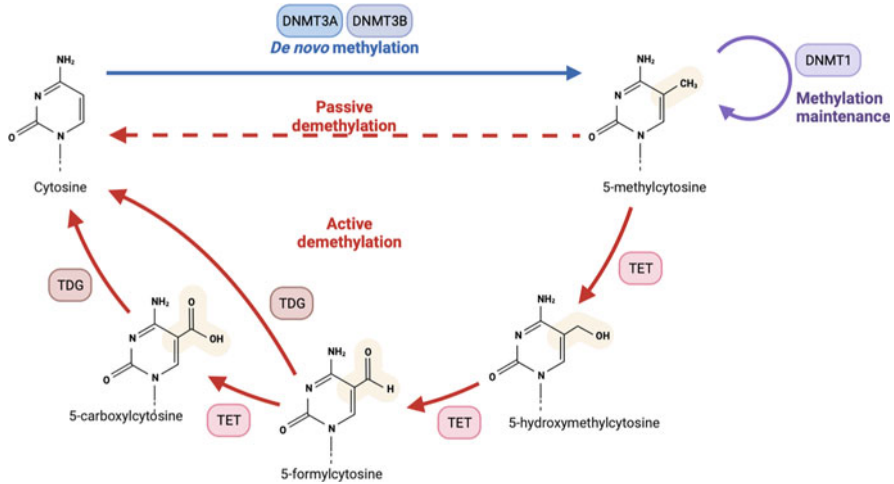 DNMT3A DNMT3B
De novo methylation
NH₂
N
O
N
Cytosine
Passive
demethylation
NH₂
CH₃
N
O
N
5-methylcytosine
DNMT1
Methylation
maintenance
Active
demethylation
TET
NH₂
OH
N
O
N
5-hydroxymethylcytosine
TET
NH₂
O
H
N
O
N
5-formylcytosine
TET
TDG
NH₂
O
OH
N
O
N
5-carboxylcytosine
TDG